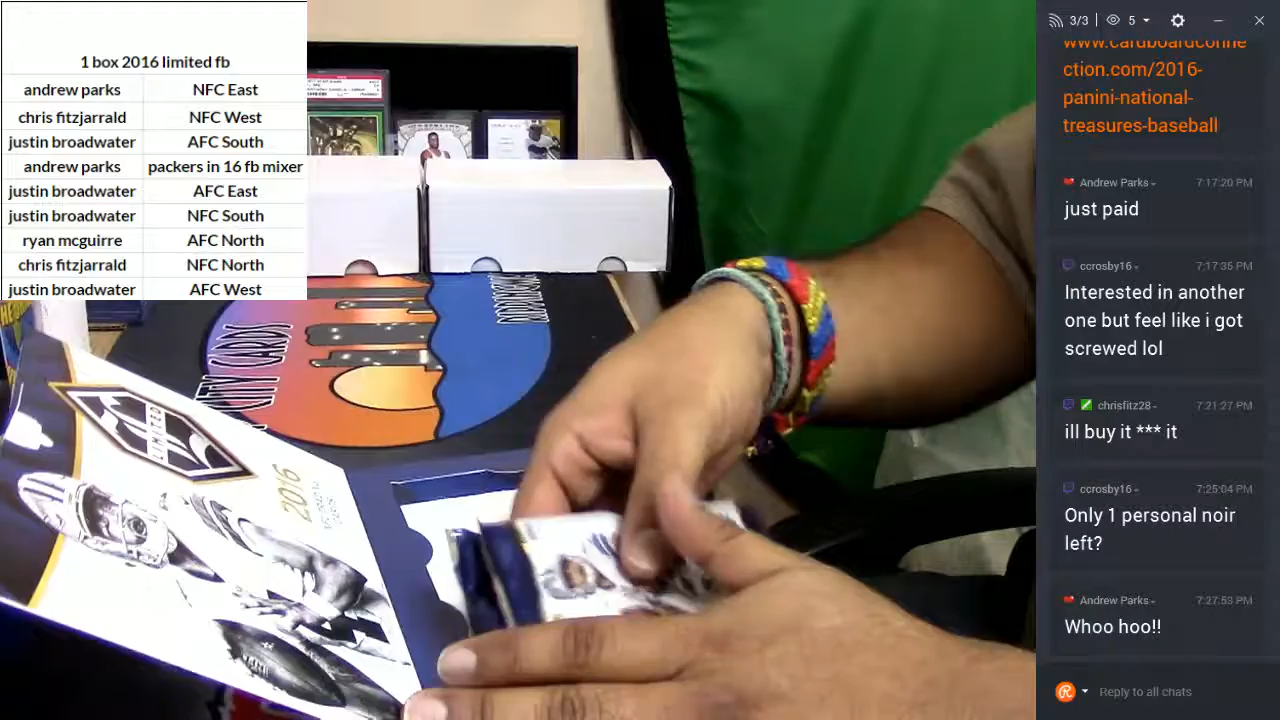 1 box 2016 limited fb
andrew parks NFC East
chris fitzjarrald NFC West
justin broadwater AFC South
andrew parks packers in 16 fb mixer
justin broadwater AFC East
justin broadwater NFC South
ryan mcguirre AFC North
chris fitzjarrald NFC North
justin broadwater AFC West
CITY CARDS
LIMITED
2016
3/3 5
www.cardboardconne
ction.com/2016-
panini-national-
treasures-baseball
Andrew Parks 7:17:20 PM
just paid
ccrosby16 7:17:35 PM
Interested in another
one but feel like i got
screwed lol
chrisfitz28 7:21:27 PM
ill buy it *** it
ccrosby16 7:25:04 PM
Only 1 personal noir
left?
Andrew Parks 7:27:53 PM
Whoo hoo!!
Reply to all chats